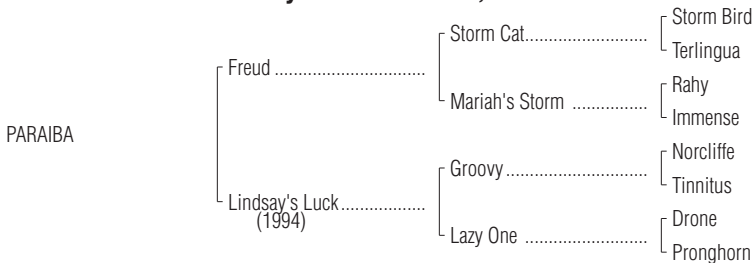 Storm Bird
Storm Cat..........................
Terlingua
Freud ...............................
Rahy
Mariah's Storm ................
Immense
PARAIBA
Norcliffe
Groovy..............................
Tinnitus
Lindsay's Luck..................
(1994)
Drone
Lazy One ..........................
Pronghorn